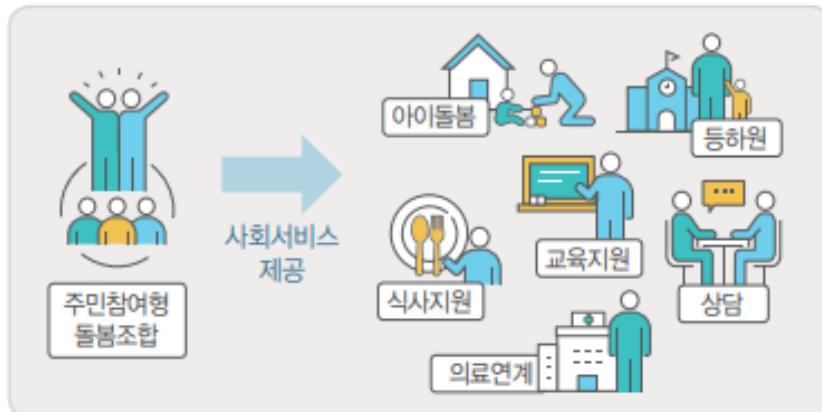 주민참여형
돌봄조합
사회서비스
제공
아이돌봄
등하원
교육지원
식사지원
상담
의료연계